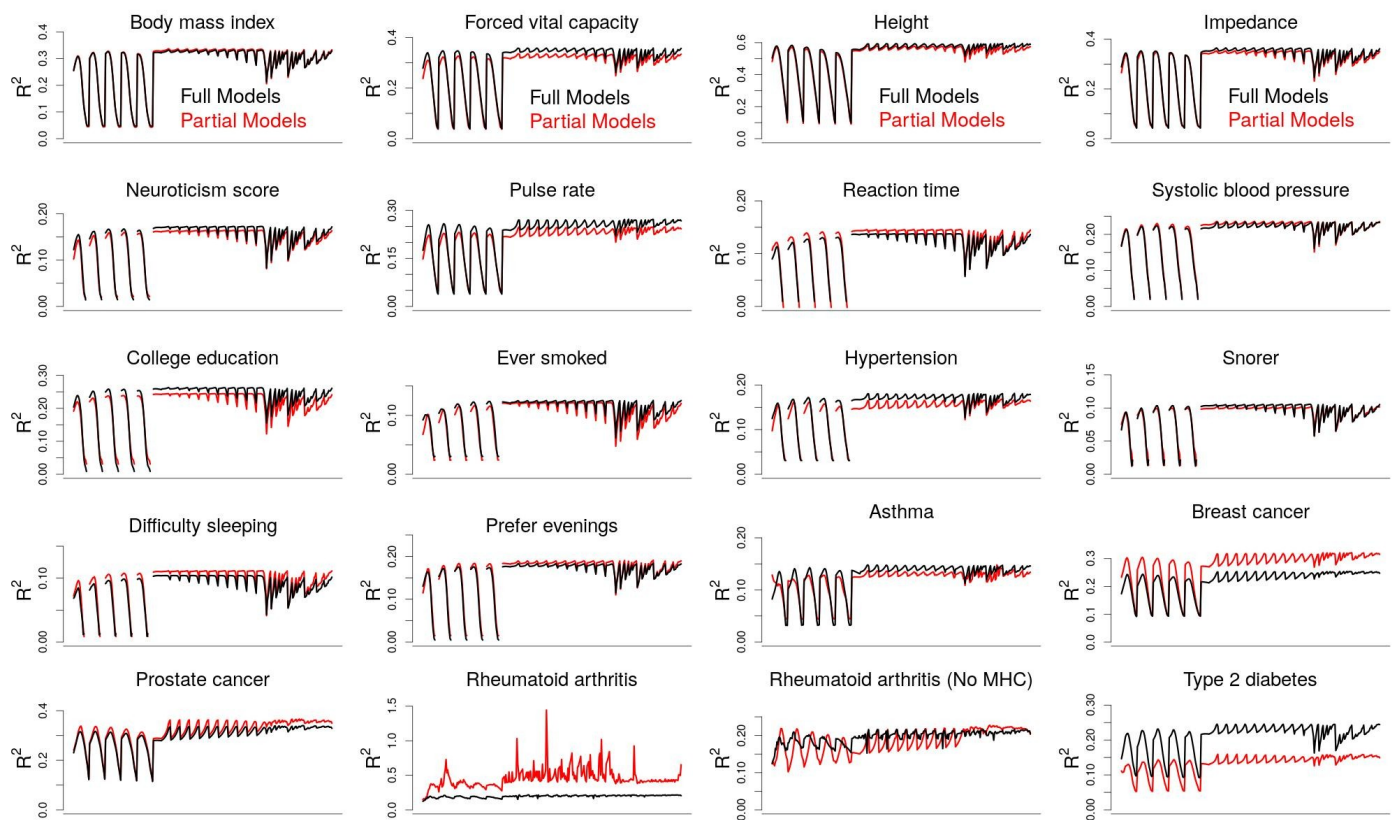 Body mass index
Forced vital capacity
Height
Impedance
R²
0.0 0.1 0.2 0.3 0.4
Full Models
Partial Models
R²
0.0 0.2 0.4
Full Models
Partial Models
R²
0.0 0.2 0.4 0.6
Full Models
Partial Models
R²
0.0 0.2 0.4
Full Models
Partial Models
Neuroticism score
Pulse rate
Reaction time
Systolic blood pressure
R²
0.00 0.10 0.20
R²
0.00 0.15 0.30
R²
0.00 0.10 0.20
R²
0.00 0.10 0.20
College education
Ever smoked
Hypertension
Snorer
R²
0.00 0.10 0.20 0.30
R²
0.00 0.10
R²
0.00 0.10 0.20
R²
0.00 0.05 0.10 0.15
Difficulty sleeping
Prefer evenings
Asthma
Breast cancer
R²
0.00 0.10
R²
0.00 0.10 0.20
R²
0.00 0.10 0.20
R²
0.0 0.1 0.2 0.3
Prostate cancer
Rheumatoid arthritis
Rheumatoid arthritis (No MHC)
Type 2 diabetes
R²
0.0 0.2 0.4
R²
0.0 0.5 1.0 1.5
R²
0.00 0.10 0.20
R²
0.00 0.10 0.20 0.30